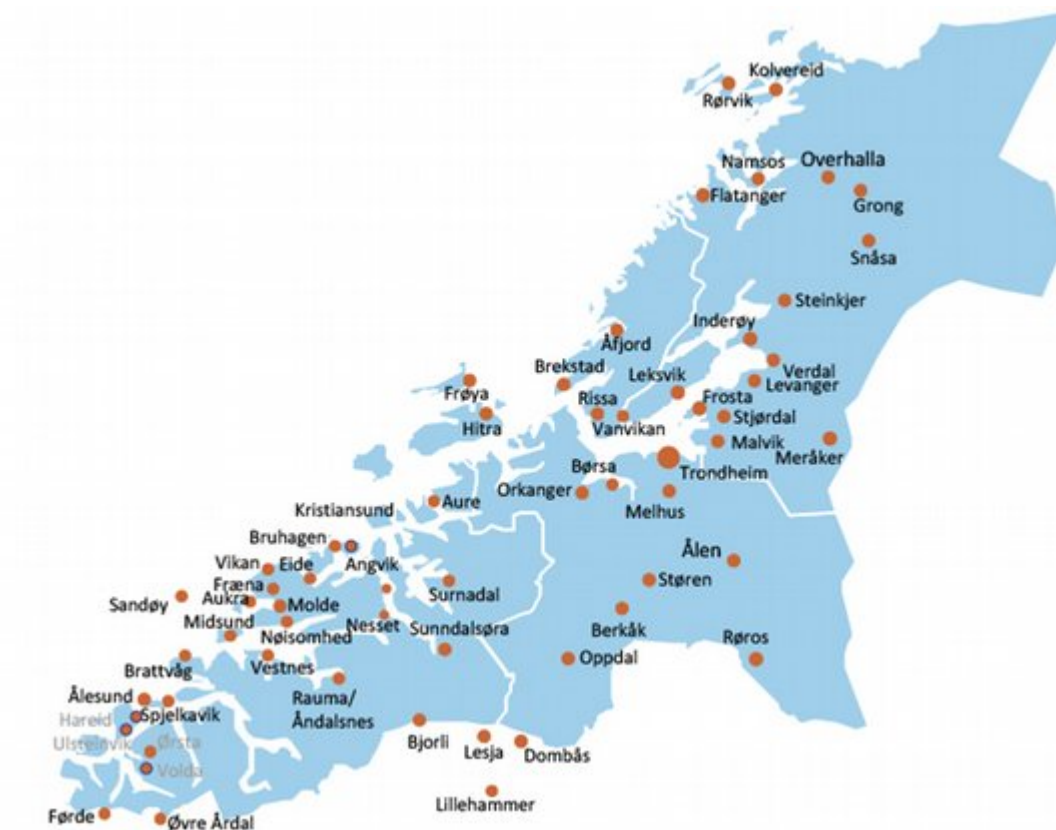 Kolvereid
Rørvik
Namsos
Overhalla
Flatanger
Grong
Snåsa
Steinkjer
Inderøy
Åfjord
Verdal
Brekstad
Leksvik
Levanger
Frøya
Rissa
Frosta
Hitra
Vanvikan
Stjørdal
Malvik
Meråker
Børsa
Trondheim
Orkanger
Aure
Melhus
Kristiansund
Bruhagen
Ålen
Vikan
Eide
Angvik
Støren
Fræna
Surnadal
Aukra
Sandøy
Molde
Midsund
Nesset
Sunndalsøra
Berkåk
Røros
Nøisomhed
Oppdal
Brattvåg
Vestnes
Ålesund
Rauma/
Åndalsnes
Spjelkavik
Hareid
Ulsteinvik
Ørsta
Bjorli
Lesja
Dombås
Volda
Lillehammer
Førde
Øvre Årdal